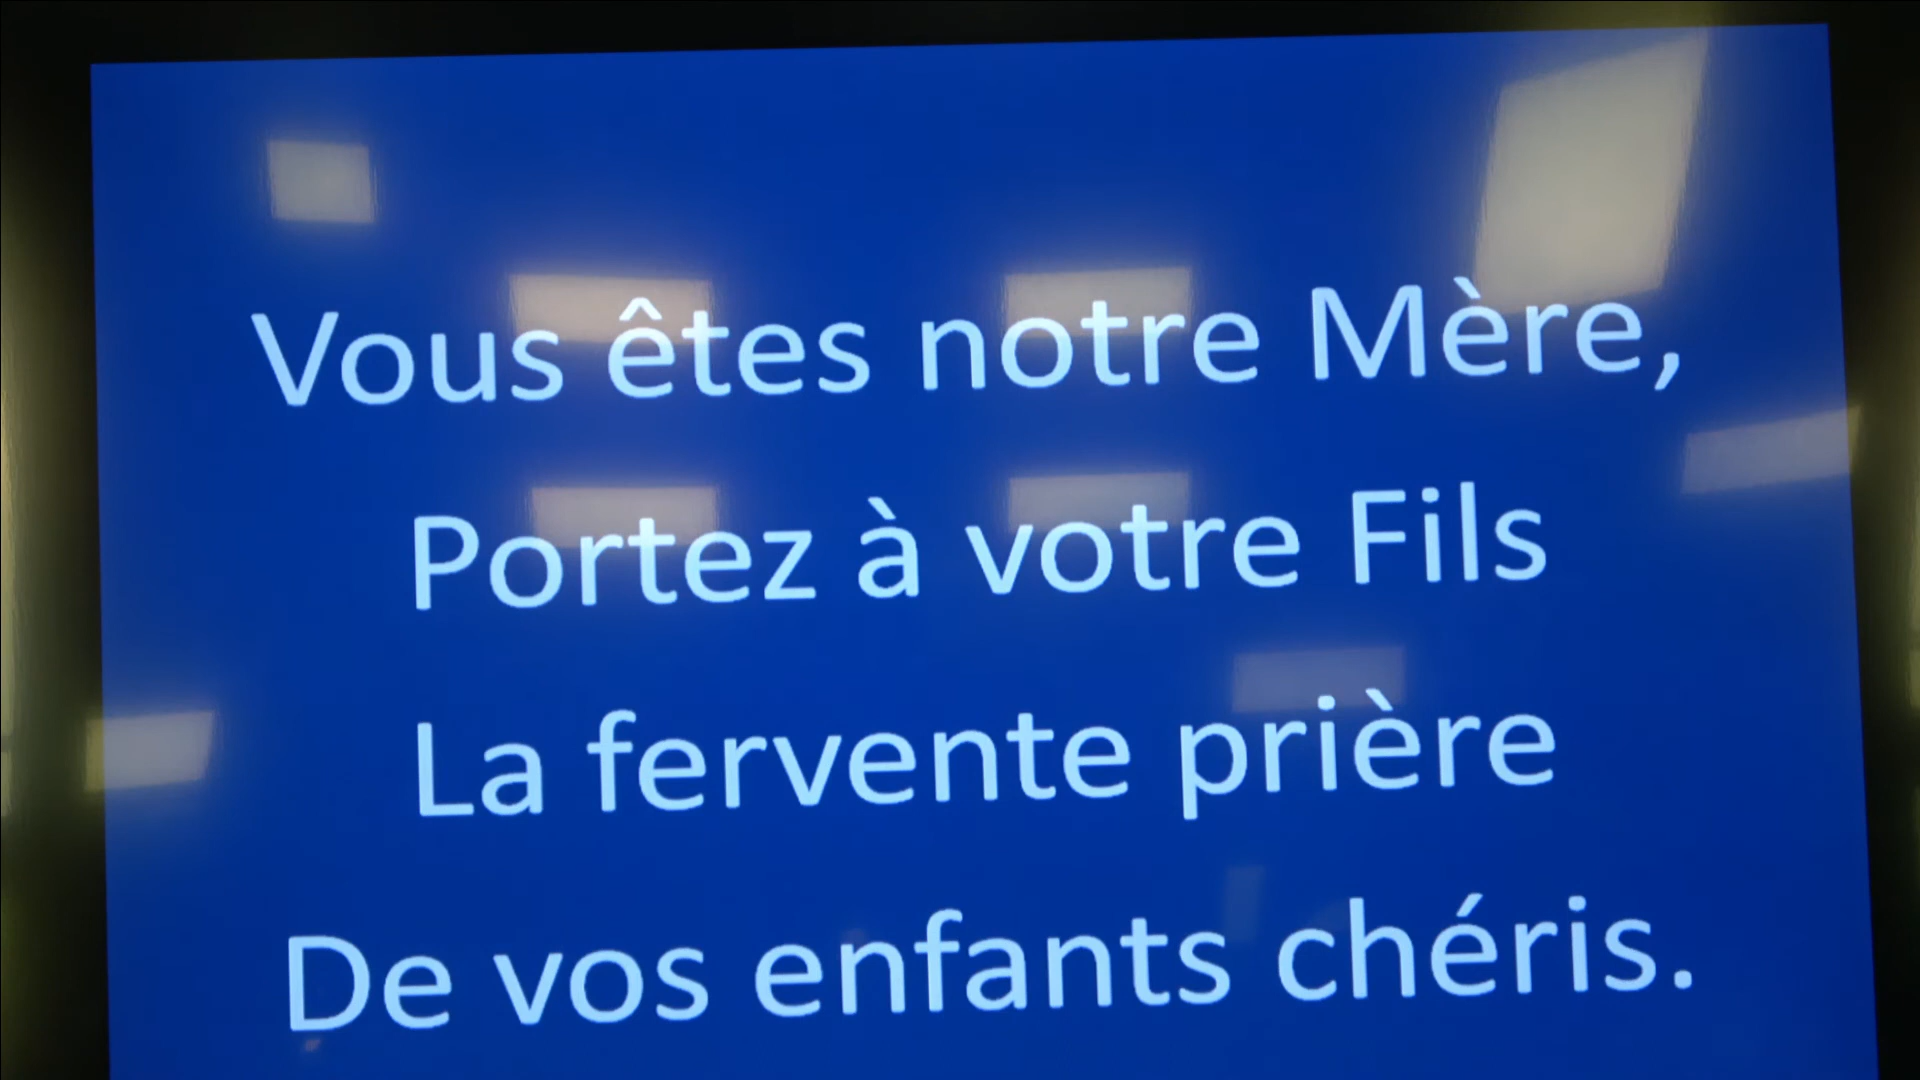 Vous êtes notre Mère,
Portez à votre Fils
La fervente prière
De vos enfants chéris.